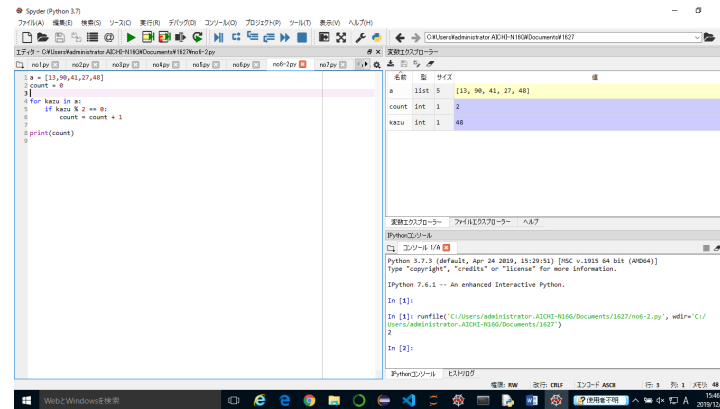 Spyder (Python 3.7)
ファイル(F) 編集(E) 検索(S) ソース(C) 実行(R) デバッグ(D) コンソール(O) プロジェクト(P) ツール(T) 表示(V) ヘルプ(H)
C:¥Users¥administrator.AICHI-N16G¥Documents¥1627
エディタ - C:¥Users¥administrator.AICHI-N16G¥Documents¥1627¥no6-2.py
no1.py no2.py no3.py no4.py no5.py no6.py no6-2.py no7.py
1 a = [13,90,41,27,48]
2 count = 0
3
4 for kazu in a:
5 if kazu % 2 == 0:
6 count = count + 1
7
8 print(count)
9
変数エクスプローラー
名前 型 サイズ 値
a list 5 [13, 90, 41, 27, 48]
count int 1 2
kazu int 1 48
変数エクスプローラー ファイルエクスプローラー ヘルプ
IPythonコンソール
コンソール 1/A
Python 3.7.3 (default, Apr 24 2019, 15:29:51) [MSC v.1915 64 bit (AMD64)]
Type "copyright", "credits" or "license" for more information.
IPython 7.6.1 -- An enhanced Interactive Python.
In [1]:
In [1]: runfile('C:/Users/administrator.AICHI-N16G/Documents/1627/no6-2.py', wdir='C:/
Users/administrator.AICHI-N16G/Documents/1627')
2
In [2]:
IPythonコンソール ヒストリログ
権限: RW 改行: CRLF エンコード ASCII 行: 3 列: 1 メモリ: 48
WebとWindowsを検索
使用者不明
A
15:46
2019/12/